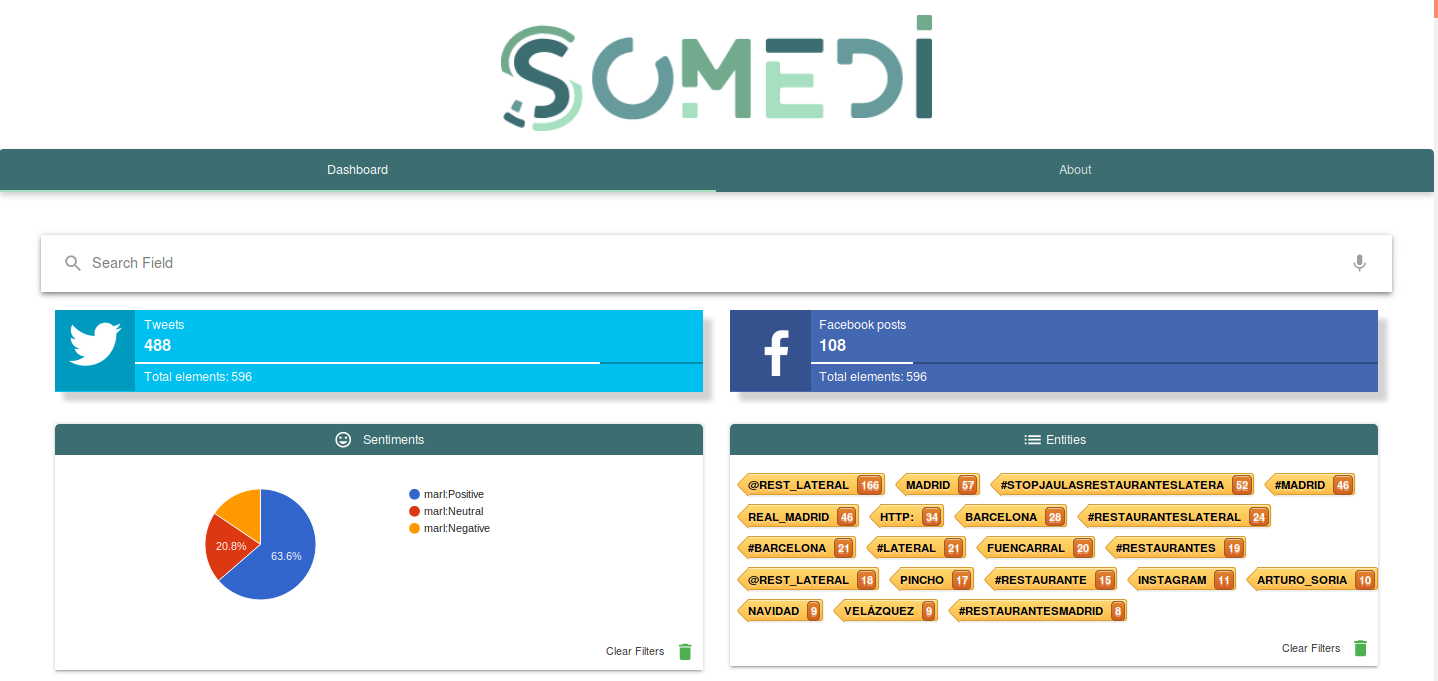 SOMEDI
Dashboard About
Search Field
Tweets
488
Total elements: 596
Facebook posts
108
Total elements: 596
Sentiments
63.6%
20.8%
marl:Positive
marl:Neutral
marl:Negative
Clear Filters
Entities
@REST_LATERAL 166 MADRID 57 #STOPJAULASRESTAURANTESLATERA 52 #MADRID 46
REAL_MADRID 46 HTTP: 34 BARCELONA 28 #RESTAURANTESLATERAL 24
#BARCELONA 21 #LATERAL 21 FUENCARRAL 20 #RESTAURANTES 19
@REST_LATERAL 18 PINCHO 17 #RESTAURANTE 15 INSTAGRAM 11 ARTURO_SORIA 10
NAVIDAD 9 VELÁZQUEZ 9 #RESTAURANTESMADRID 8
Clear Filters